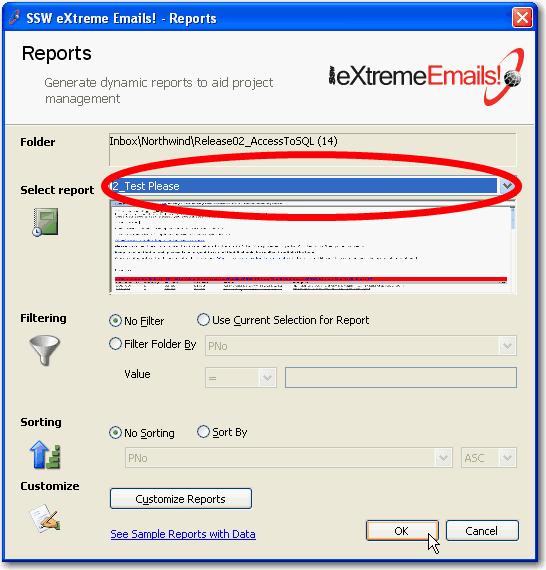 SSW eXtreme Emails! - Reports
Reports
Generate dynamic reports to aid project
management
SSW eXtremeEmails!
Folder
Inbox\Northwind\Release02_AccessToSQL (14)
Select report
02_Test Please
Filtering
No Filter
Use Current Selection for Report
Filter Folder By
PNo
Value
=
Sorting
No Sorting
Sort By
PNo
ASC
Customize
Customize Reports
See Sample Reports with Data
OK
Cancel